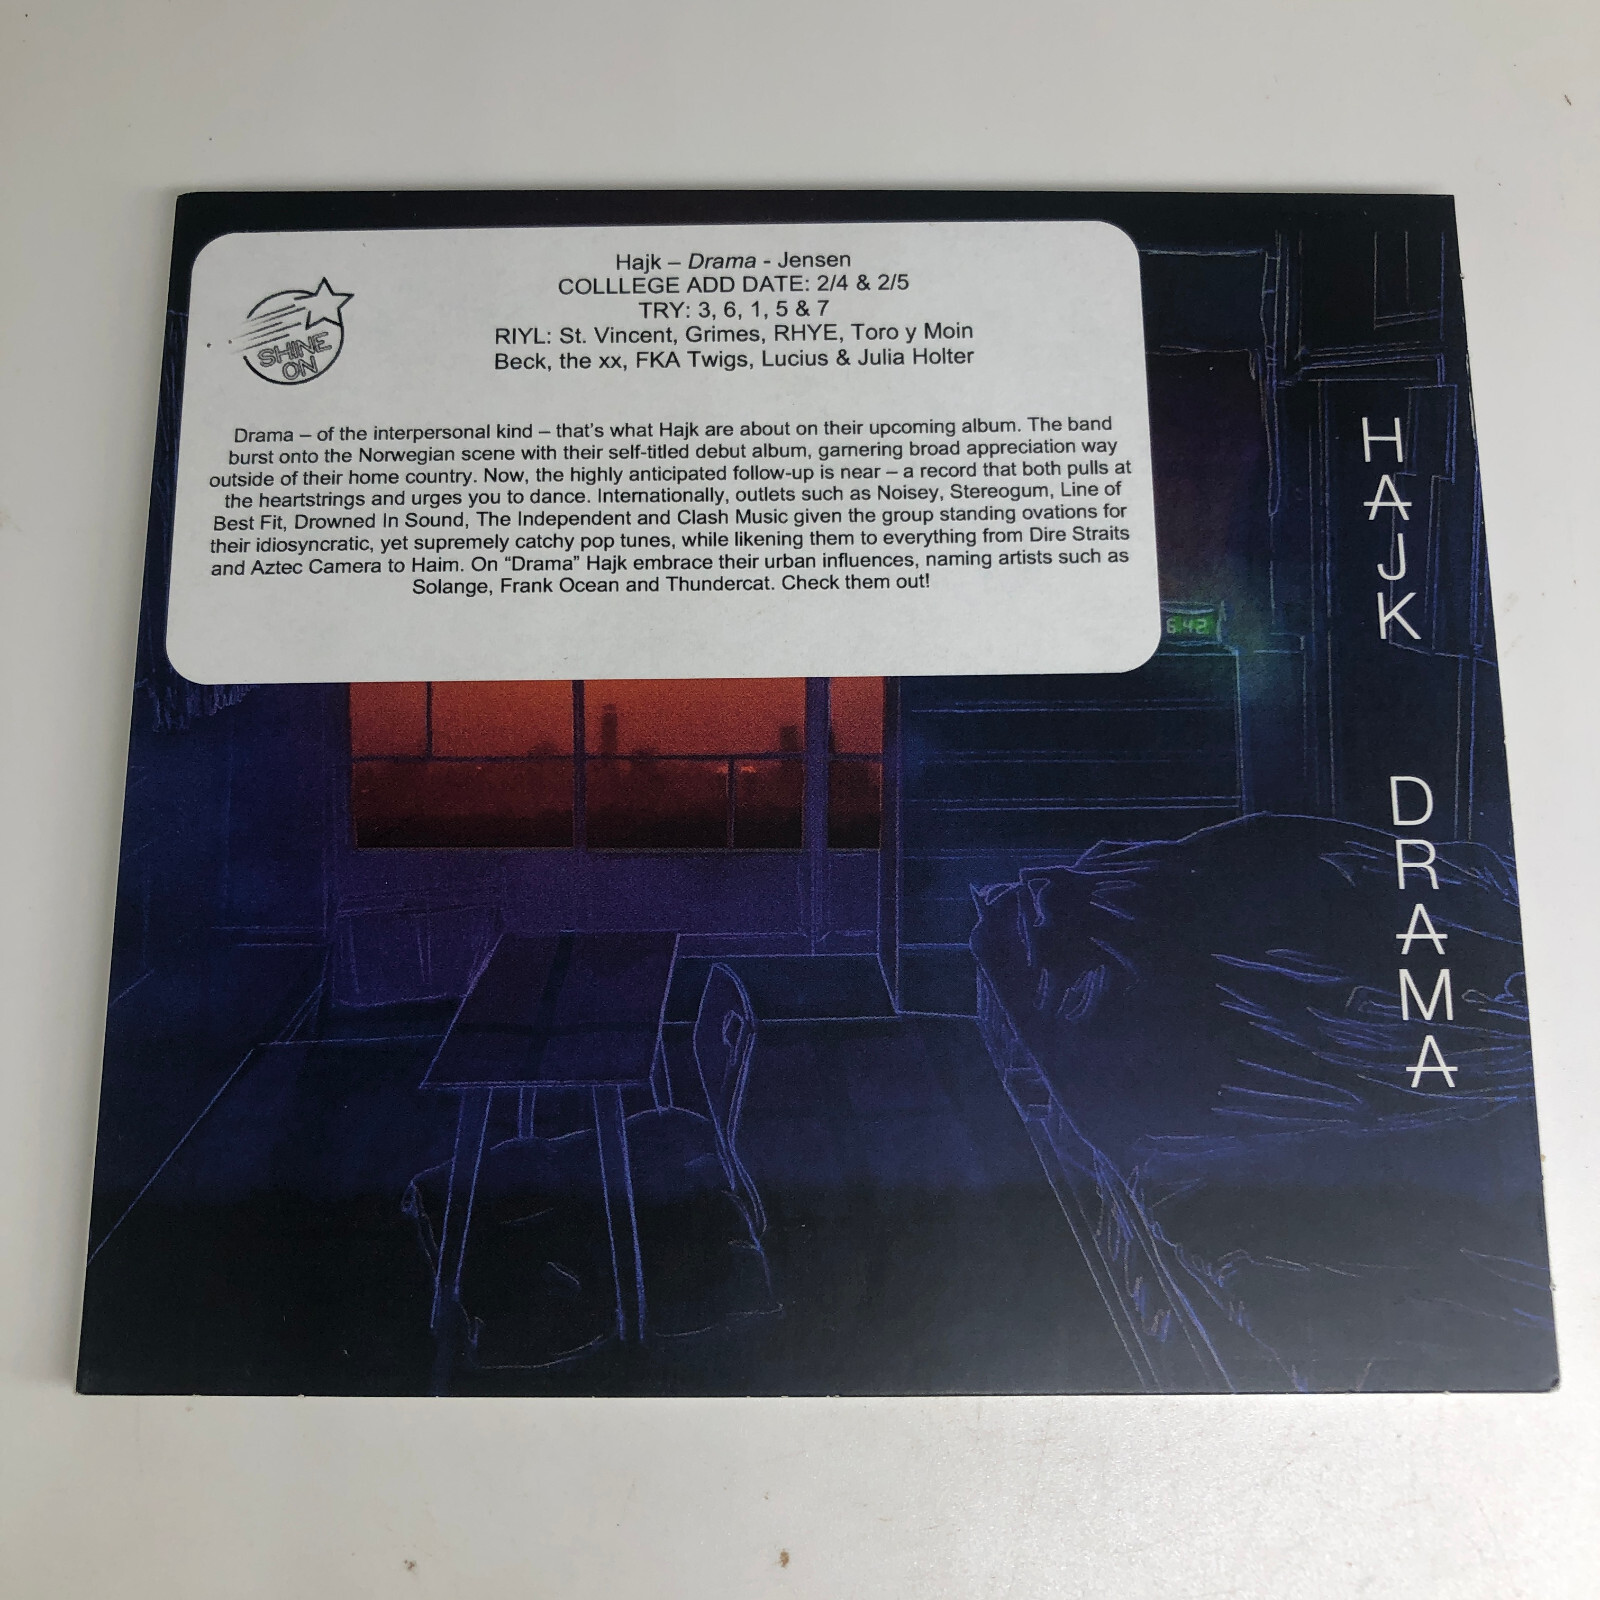 Hajk – Drama - Jensen
COLLLEGE ADD DATE: 2/4 & 2/5
TRY: 3, 6, 1, 5 & 7
RIYL: St. Vincent, Grimes, RHYE, Toro y Moin
Beck, the xx, FKA Twigs, Lucius & Julia Holter
SHINE
ON
Drama – of the interpersonal kind – that's what Hajk are about on their upcoming album. The band
burst onto the Norwegian scene with their self-titled debut album, garnering broad appreciation way
outside of their home country. Now, the highly anticipated follow-up is near – a record that both pulls at
the heartstrings and urges you to dance. Internationally, outlets such as Noisey, Stereogum, Line of
Best Fit, Drowned In Sound, The Independent and Clash Music given the group standing ovations for
their idiosyncratic, yet supremely catchy pop tunes, while likening them to everything from Dire Straits
and Aztec Camera to Haim. On “Drama” Hajk embrace their urban influences, naming artists such as
Solange, Frank Ocean and Thundercat. Check them out!
6.42
HAJK
DRAMA